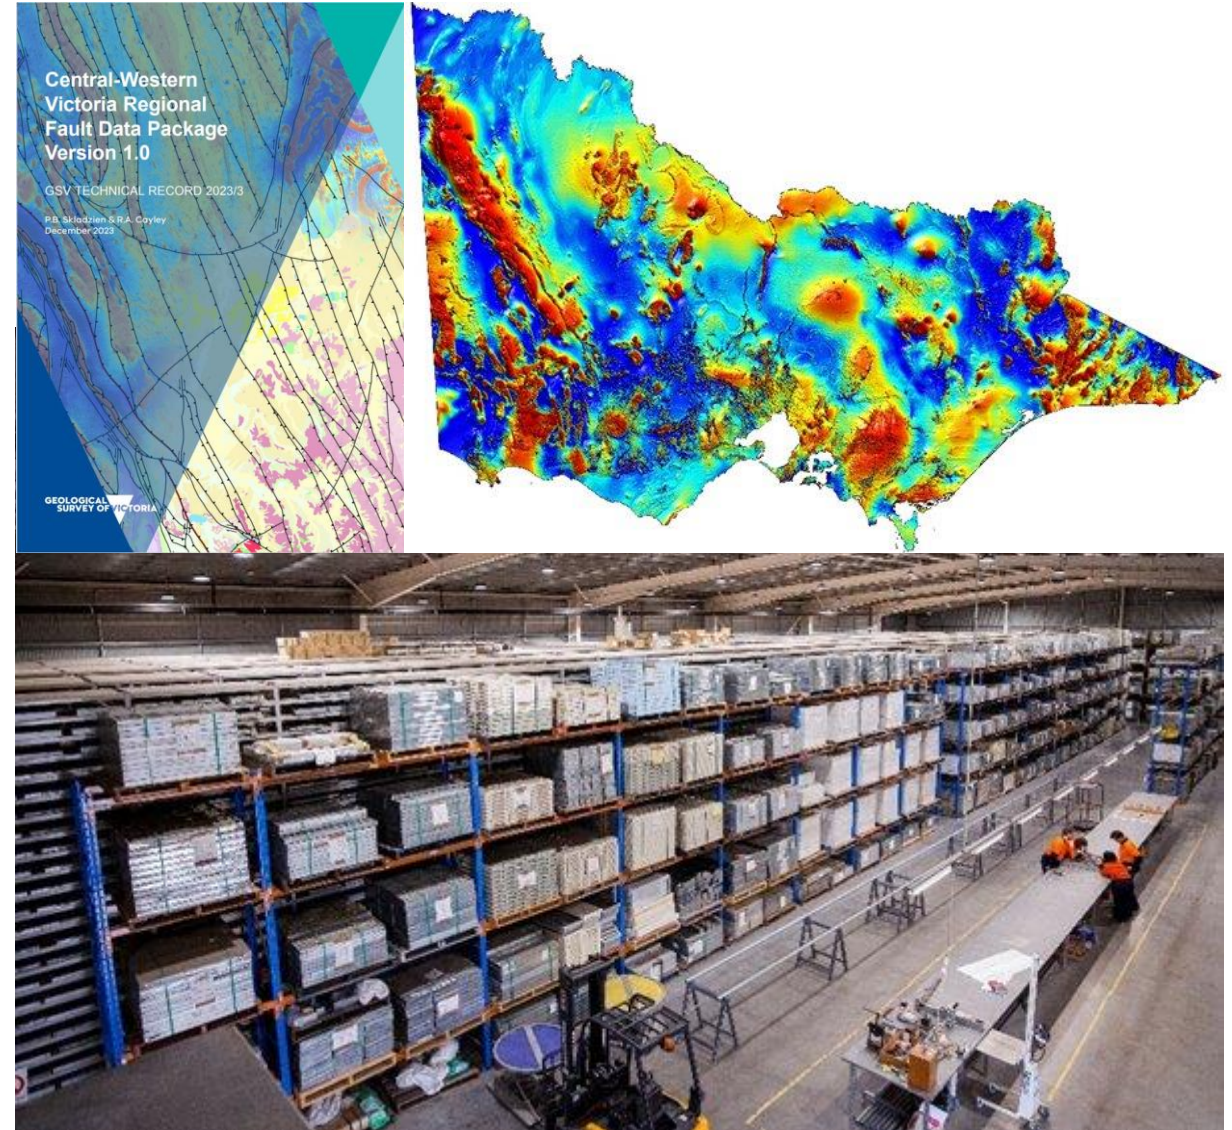 Central-Western
Victoria Regional
Fault Data Package
Version 1.0
GSV TECHNICAL RECORD 2023/3
P.B. Skladzien & R.A. Cayley
December 2023
GEOLOGICAL
SURVEY OF VICTORIA